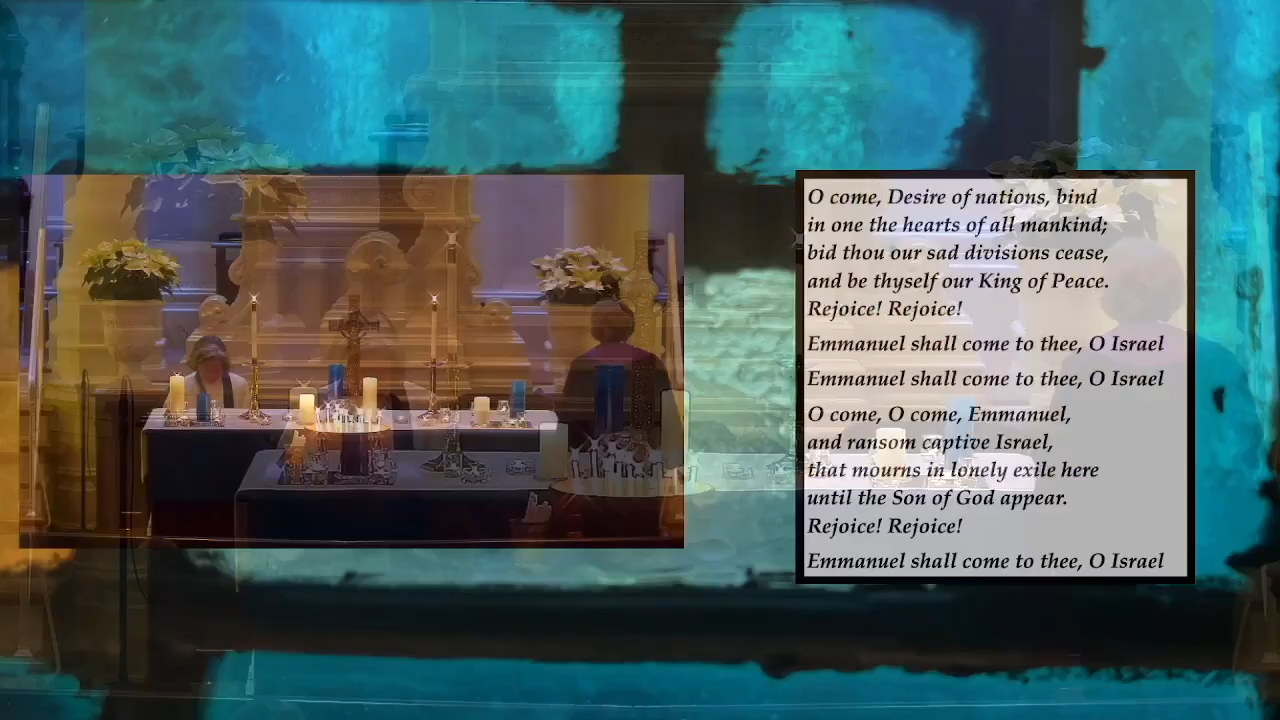 O come, Desire of nations, bind
in one the hearts of all mankind;
bid thou our sad divisions cease,
and be thyself our King of Peace.
Rejoice! Rejoice!
Emmanuel shall come to thee, O Israel
Emmanuel shall come to thee, O Israel
O come, O come, Emmanuel,
and ransom captive Israel,
that mourns in lonely exile here
until the Son of God appear.
Rejoice! Rejoice!
Emmanuel shall come to thee, O Israel